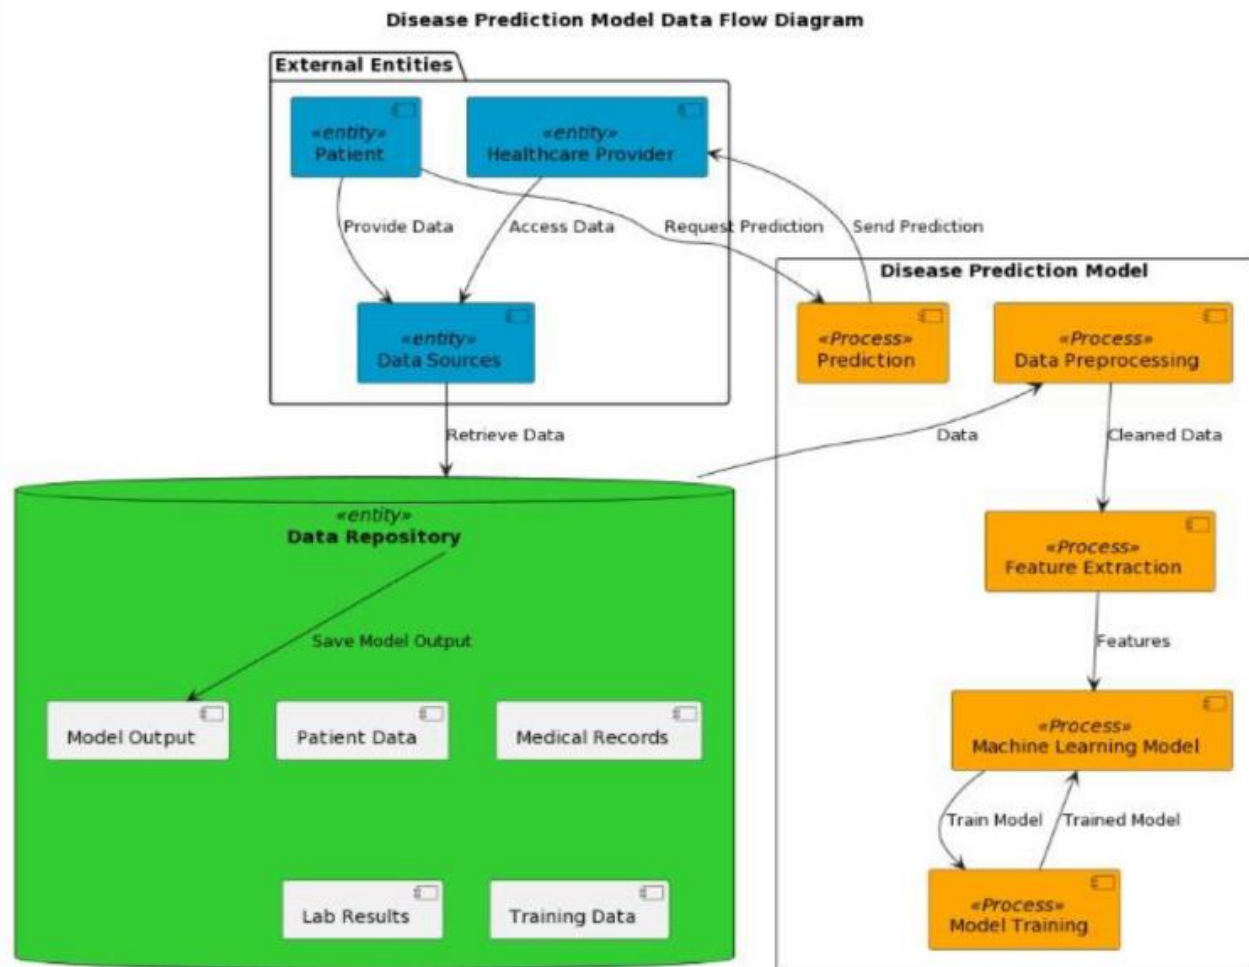 Disease Prediction Model Data Flow Diagram
External Entities
«entity»
Patient
«entity»
Healthcare Provider
Provide Data
Access Data
Request Prediction
Send Prediction
Disease Prediction Model
«entity»
Data Sources
«Process»
Prediction
«Process»
Data Preprocessing
Retrieve Data
Data
Cleaned Data
«entity»
Data Repository
«Process»
Feature Extraction
Save Model Output
Features
Model Output
Patient Data
Medical Records
«Process»
Machine Learning Model
Train Model
Trained Model
Lab Results
Training Data
«Process»
Model Training